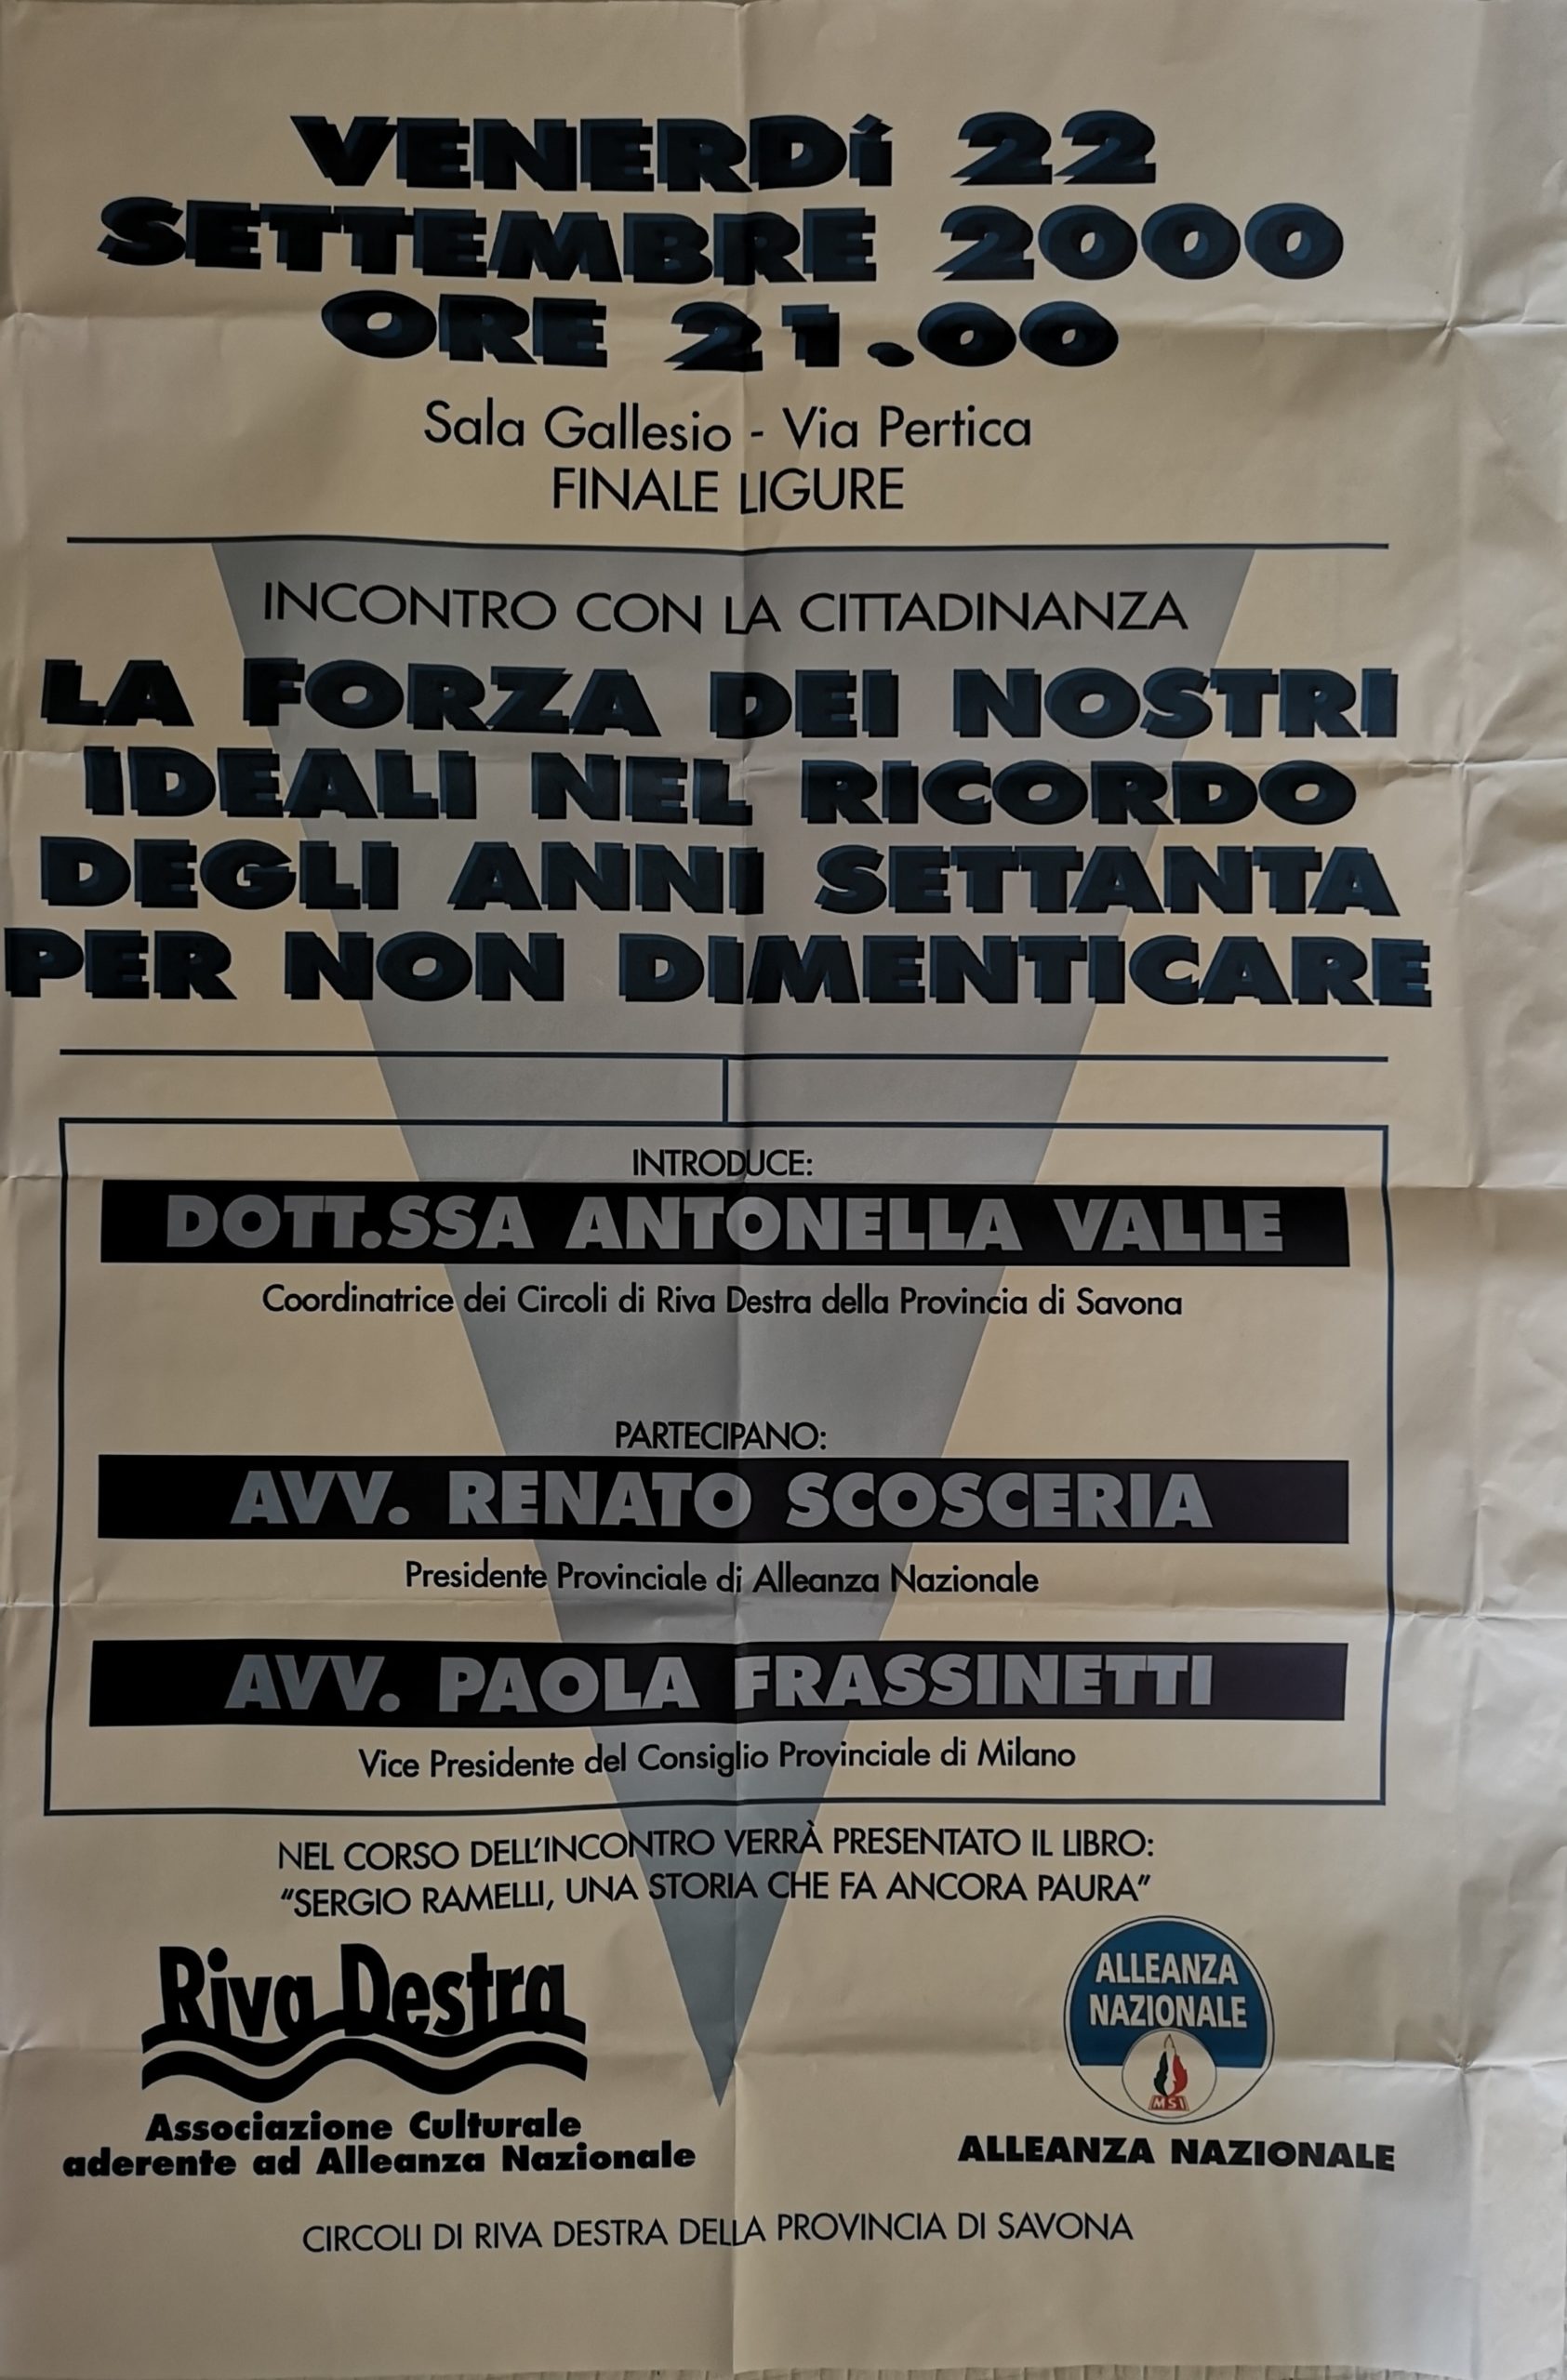 VENERDí 22
SETTEMBRE 2000
ORE 21.00
Sala Gallesio - Via Pertica
FINALE LIGURE
INCONTRO CON LA CITTADINANZA
LA FORZA DEI NOSTRI
IDEALI NEL RICORDO
DEGLI ANNI SETTANTA
PER NON DIMENTICARE
INTRODUCE:
DOTT.SSA ANTONELLA VALLE
Coordinatrice dei Circoli di Riva Destra della Provincia di Savona
PARTECIPANO:
AVV. RENATO SCOSCERIA
Presidente Provinciale di Alleanza Nazionale
AVV. PAOLA FRASSINETTI
Vice Presidente del Consiglio Provinciale di Milano
NEL CORSO DELL'INCONTRO VERRÀ PRESENTATO IL LIBRO:
"SERGIO RAMELLI, UNA STORIA CHE FA ANCORA PAURA"
Riva Destra
Associazione Culturale
aderente ad Alleanza Nazionale
ALLEANZA
NAZIONALE
MSI
ALLEANZA NAZIONALE
CIRCOLI DI RIVA DESTRA DELLA PROVINCIA DI SAVONA